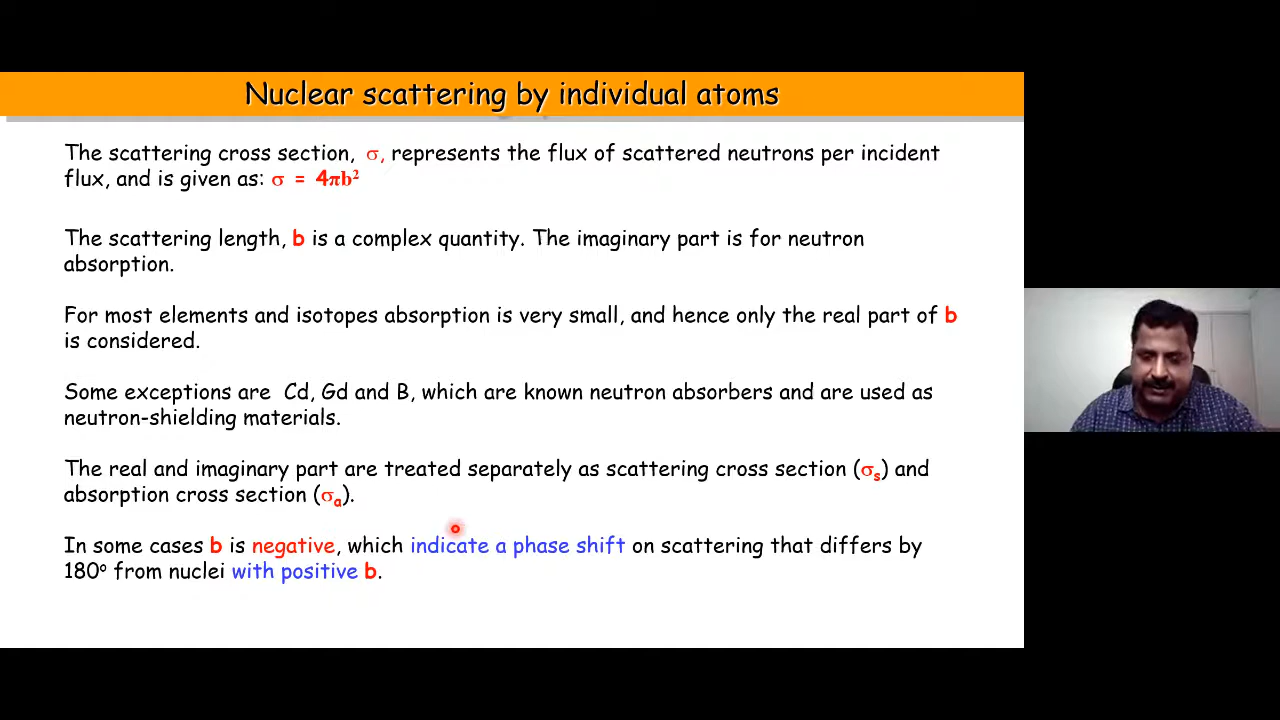 Nuclear scattering by individual atoms
The scattering cross section, σ, represents the flux of scattered neutrons per incident
flux, and is given as: σ = 4πb²
The scattering length, b is a complex quantity. The imaginary part is for neutron
absorption.
For most elements and isotopes absorption is very small, and hence only the real part of b
is considered.
Some exceptions are Cd, Gd and B, which are known neutron absorbers and are used as
neutron-shielding materials.
The real and imaginary part are treated separately as scattering cross section (σₛ) and
absorption cross section (σₐ).
In some cases b is negative, which indicate a phase shift on scattering that differs by
180º from nuclei with positive b.